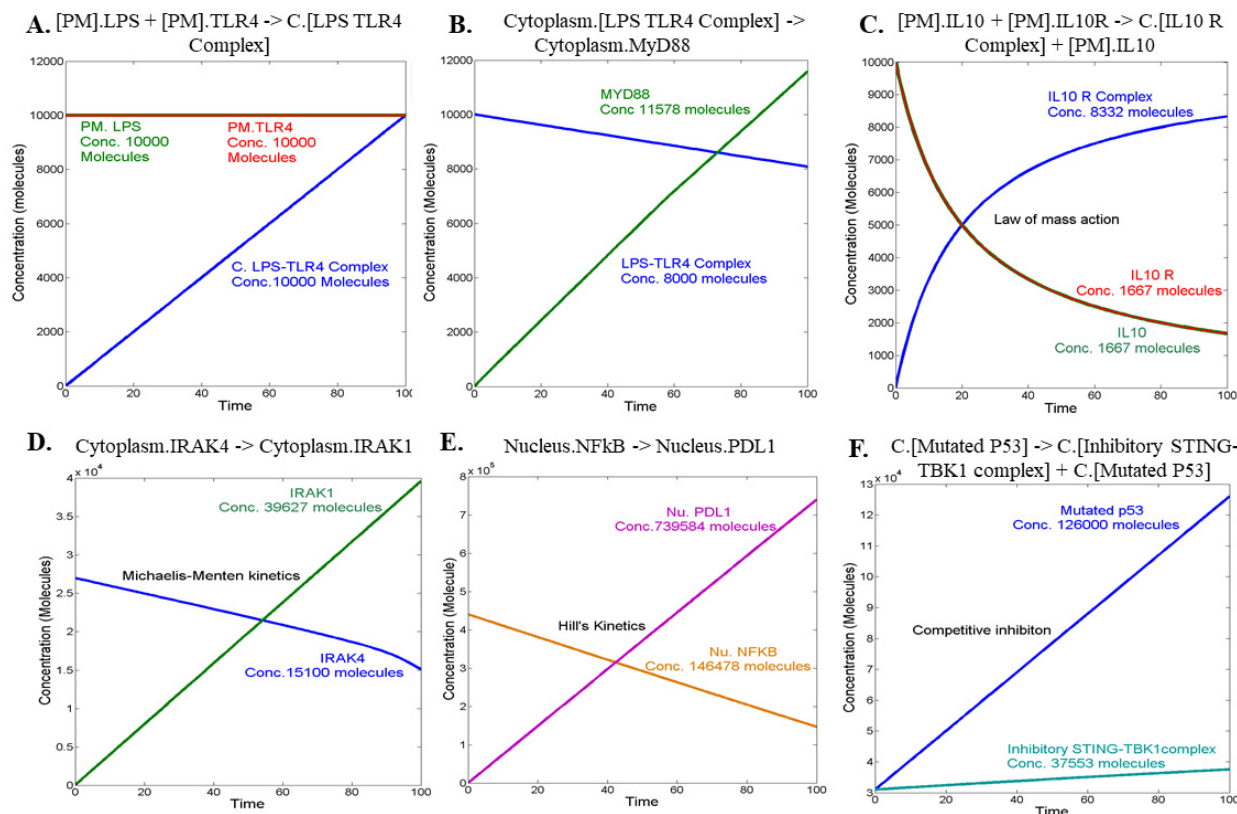 A. [PM].LPS + [PM].TLR4 -> C.[LPS TLR4
Complex]
12000
10000
8000
6000
4000
2000
0
0 20 40 60 80 100
Concentration (molecules)
Time
PM. LPS
Conc. 10000
Molecules
PM.TLR4
Conc. 10000
Molecules
C. LPS-TLR4 Complex
Conc.10000 Molecules
B. Cytoplasm.[LPS TLR4 Complex] ->
Cytoplasm.MyD88
12000
10000
8000
6000
4000
2000
0
0 20 40 60 80 100
Concentration (Molecules)
Time
MYD88
Conc 11578 molecules
LPS-TLR4 Complex
Conc. 8000 molecules
C. [PM].IL10 + [PM].IL10R -> C.[IL10 R
Complex] + [PM].IL10
10000
9000
8000
7000
6000
5000
4000
3000
2000
1000
0
0 20 40 60 80 100
Concentration (Molecules)
Time
IL10 R Complex
Conc. 8332 molecules
Law of mass action
IL10 R
Conc. 1667 molecules
IL10
Conc. 1667 molecules
D. Cytoplasm.IRAK4 -> Cytoplasm.IRAK1
x 10^4
4
3.5
3
2.5
2
1.5
1
0.5
0
0 20 40 60 80 100
Concentration (Molecules)
Time
IRAK1
Conc. 39627 molecules
Michaelis-Menten kinetics
IRAK4
Conc.15100 molecules
E. Nucleus.NFkB -> Nucleus.PDL1
x 10^5
8
7
6
5
4
3
2
1
0
0 20 40 60 80 100
Concentration (Molecule)
Time
Nu. PDL1
Conc.739584 molecules
Hill's Kinetics
Nu. NFKB
Conc. 146478 molecules
F. C.[Mutated P53] -> C.[Inhibitory STING-
TBK1 complex] + C.[Mutated P53]
x 10^4
13
12
11
10
9
8
7
6
5
4
3
0 20 40 60 80 100
Concentration (Molecules)
Time
Mutated p53
Conc. 126000 molecules
Competitive inhibiton
Inhibitory STING-TBK1complex
Conc. 37553 molecules